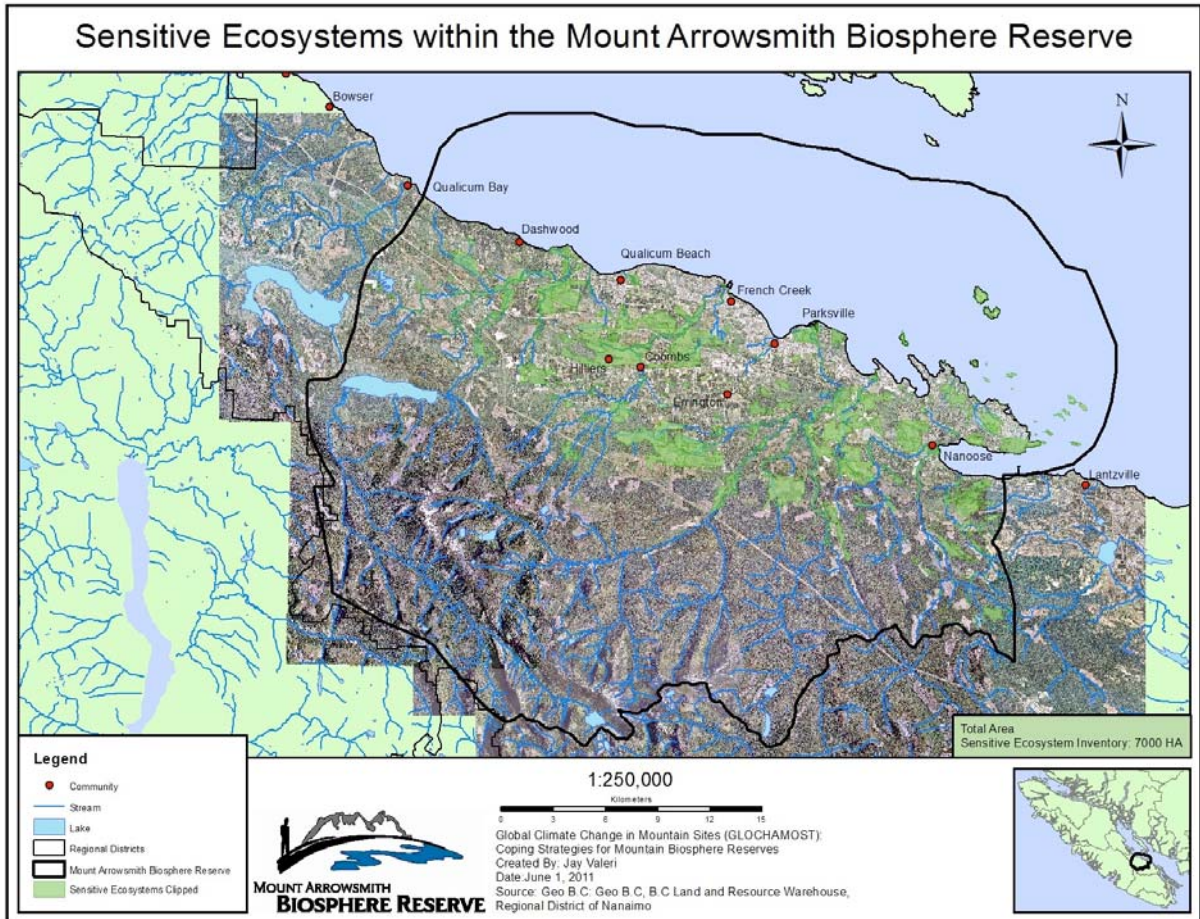 Sensitive Ecosystems within the Mount Arrowsmith Biosphere Reserve
Bowser
N
Qualicum Bay
Dashwood
Qualicum Beach
French Creek
Parksville
Coombs
Hilliers
Errington
Nanoose
Lantzville
Total Area
Sensitive Ecosystem Inventory: 7000 HA
Legend
Community
Stream
Lake
Regional Districts
Mount Arrowsmith Biosphere Reserve
Sensitive Ecosystems Clipped
MOUNT ARROWSMITH
BIOSPHERE RESERVE
1:250,000
Kilometers
0 3 6 9 12 15
Global Climate Change in Mountain Sites (GLOCHAMOST):
Coping Strategies for Mountain Biosphere Reserves
Created By: Jay Valeri
Date:June 1, 2011
Source: Geo B.C: Geo B.C, B.C Land and Resource Warehouse,
Regional District of Nanaimo